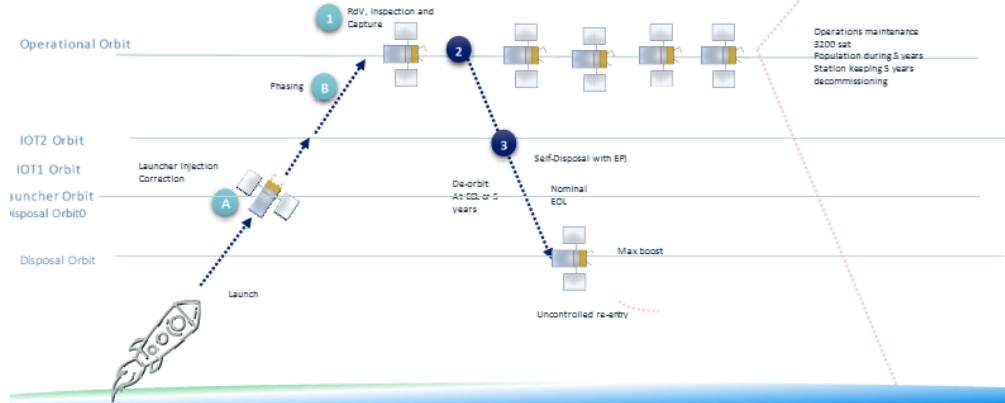 1
RdV, Inspection and
Capture
Operational Orbit
2
Operations maintenance
3200 sat
Population during 5 years
Station keeping 5 years
decommissioning
Phasing
B
IOT2 Orbit
3
IOT1 Orbit
Launcher Injection
Correction
Self-Disposal with EP)
auncher Orbit
Disposal Orbit0
A
De-orbit
At EOL or 5
years
Nominal
EOL
Disposal Orbit
Max boost
Launch
Uncontrolled re-entry